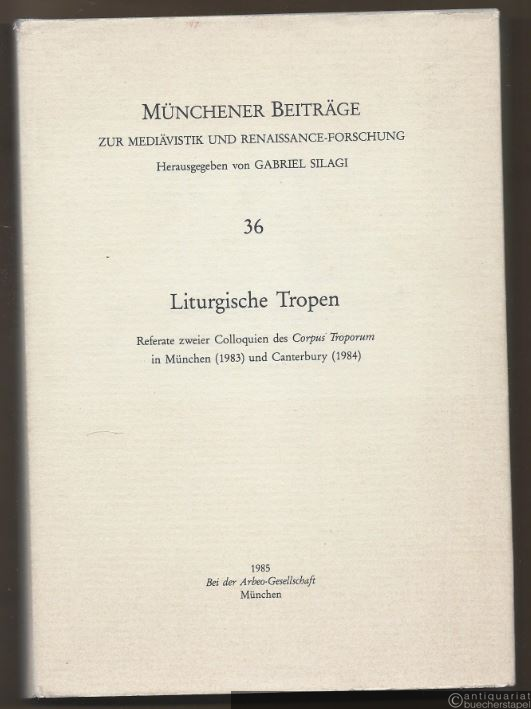 MÜNCHENER BEITRÄGE
ZUR MEDIÄVISTIK UND RENAISSANCE-FORSCHUNG
Herausgegeben von GABRIEL SILAGI
36
Liturgische Tropen
Referate zweier Colloquien des Corpus Troporum
in München (1983) und Canterbury (1984)
1985
Bei der Arbeo-Gesellschaft
München
©antiquariat
buecherstapel